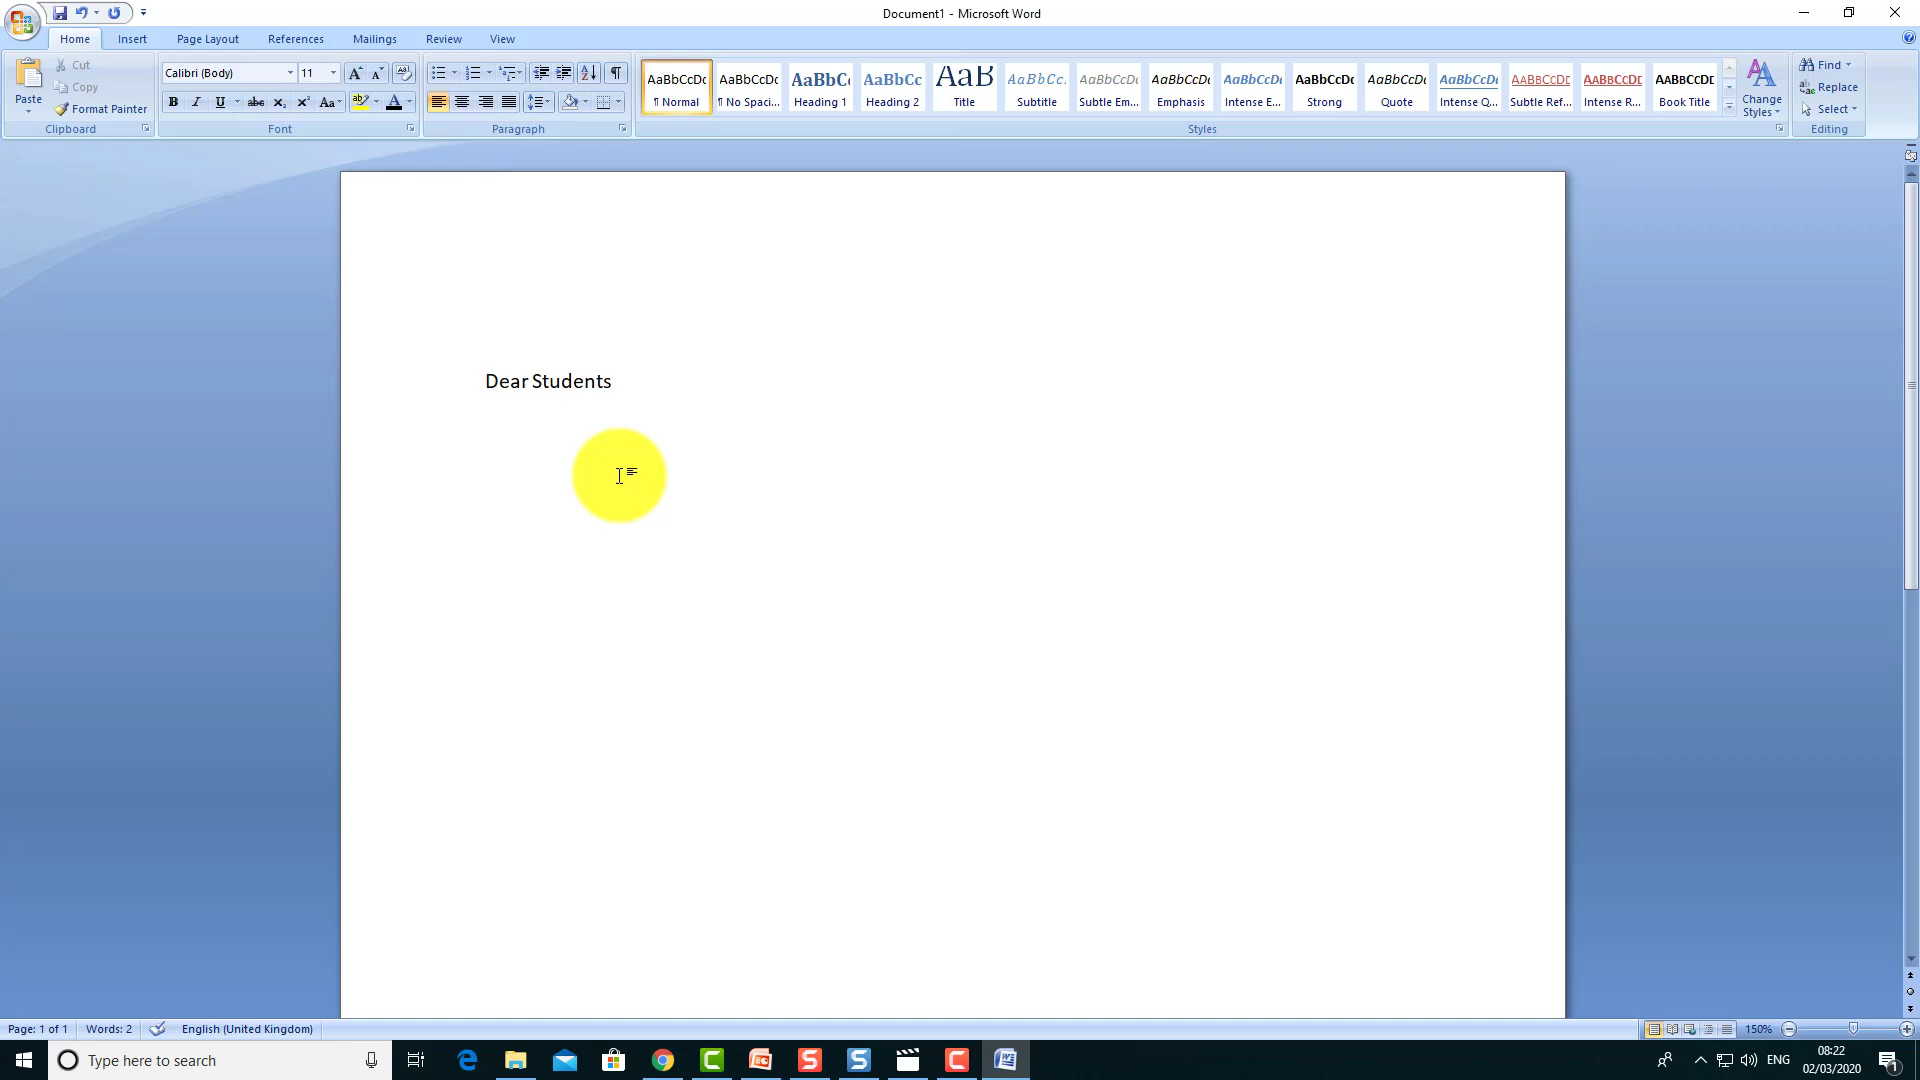 Document1 - Microsoft Word
Home Insert Page Layout References Mailings Review View
Paste
Cut
Copy
Format Painter
Clipboard
Calibri (Body) 11
Font
Paragraph
AaBbCcDc AaBbCcDc AaBbCc AaBbCc AaB AaBbCc. AaBbCcDc AaBbCcDc AaBbCcDc AaBbCcDc AaBbCcDc AaBbCcDc AABBCCDE AABBCCDE AABBCCDE
¶ Normal ¶ No Spaci... Heading 1 Heading 2 Title Subtitle Subtle Em... Emphasis Intense E... Strong Quote Intense Q... Subtle Ref... Intense R... Book Title
Styles
Change
Styles
Find
Replace
Select
Editing
Dear Students
Page: 1 of 1 Words: 2 English (United Kingdom) 150%
Type here to search
ENG
08:22
02/03/2020
1